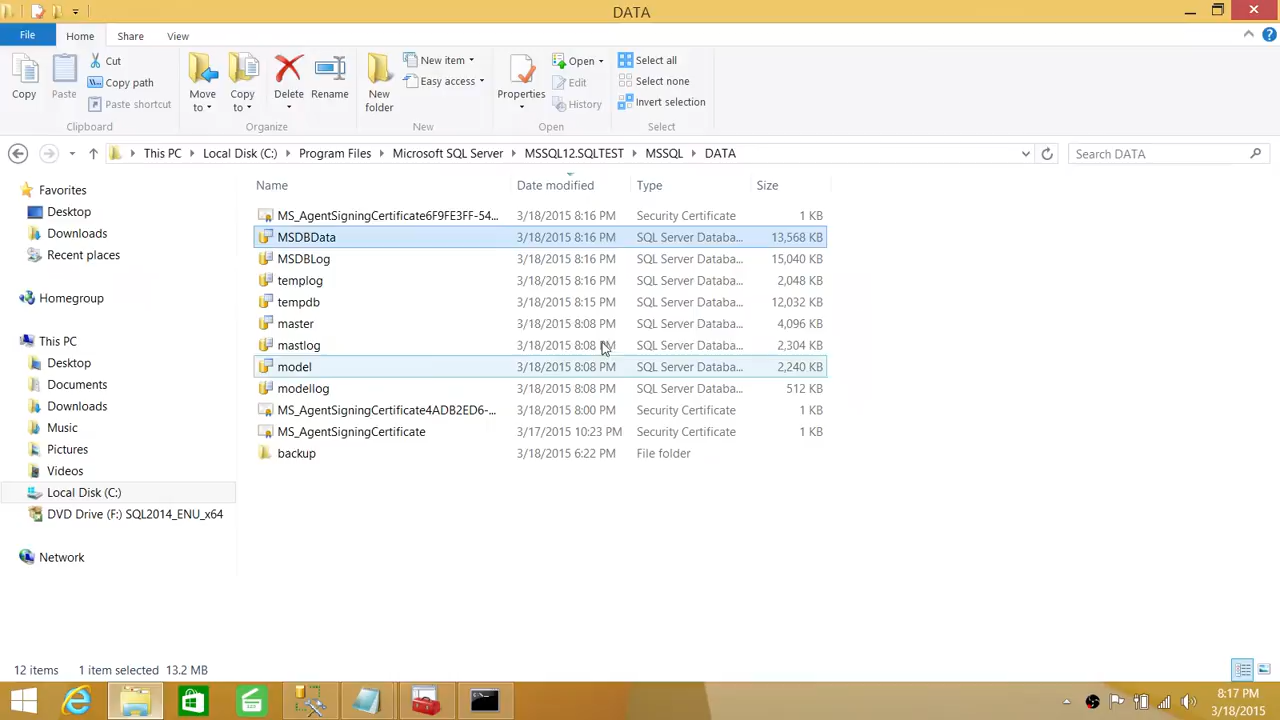 DATA
File Home Share View
Copy
Paste
Cut
Copy path
Paste shortcut
Clipboard
Move to
Copy to
Delete
Rename
Organize
New folder
New item
Easy access
New
Properties
Open
Edit
History
Open
Select all
Select none
Invert selection
Select
This PC Local Disk (C:) Program Files Microsoft SQL Server MSSQL12.SQLTEST MSSQL DATA
Search DATA
Favorites
Desktop
Downloads
Recent places
Homegroup
This PC
Desktop
Documents
Downloads
Music
Pictures
Videos
Local Disk (C:)
DVD Drive (F:) SQL2014_ENU_x64
Network
Name Date modified Type Size
MS_AgentSigningCertificate6F9FE3FF-54... 3/18/2015 8:16 PM Security Certificate 1 KB
MSDBData 3/18/2015 8:16 PM SQL Server Databa... 13,568 KB
MSDBLog 3/18/2015 8:16 PM SQL Server Databa... 15,040 KB
templog 3/18/2015 8:16 PM SQL Server Databa... 2,048 KB
tempdb 3/18/2015 8:15 PM SQL Server Databa... 12,032 KB
master 3/18/2015 8:08 PM SQL Server Databa... 4,096 KB
mastlog 3/18/2015 8:08 PM SQL Server Databa... 2,304 KB
model 3/18/2015 8:08 PM SQL Server Databa... 2,240 KB
modellog 3/18/2015 8:08 PM SQL Server Databa... 512 KB
MS_AgentSigningCertificate4ADB2ED6-... 3/18/2015 8:00 PM Security Certificate 1 KB
MS_AgentSigningCertificate 3/17/2015 10:23 PM Security Certificate 1 KB
backup 3/18/2015 6:22 PM File folder
12 items 1 item selected 13.2 MB
8:17 PM
3/18/2015